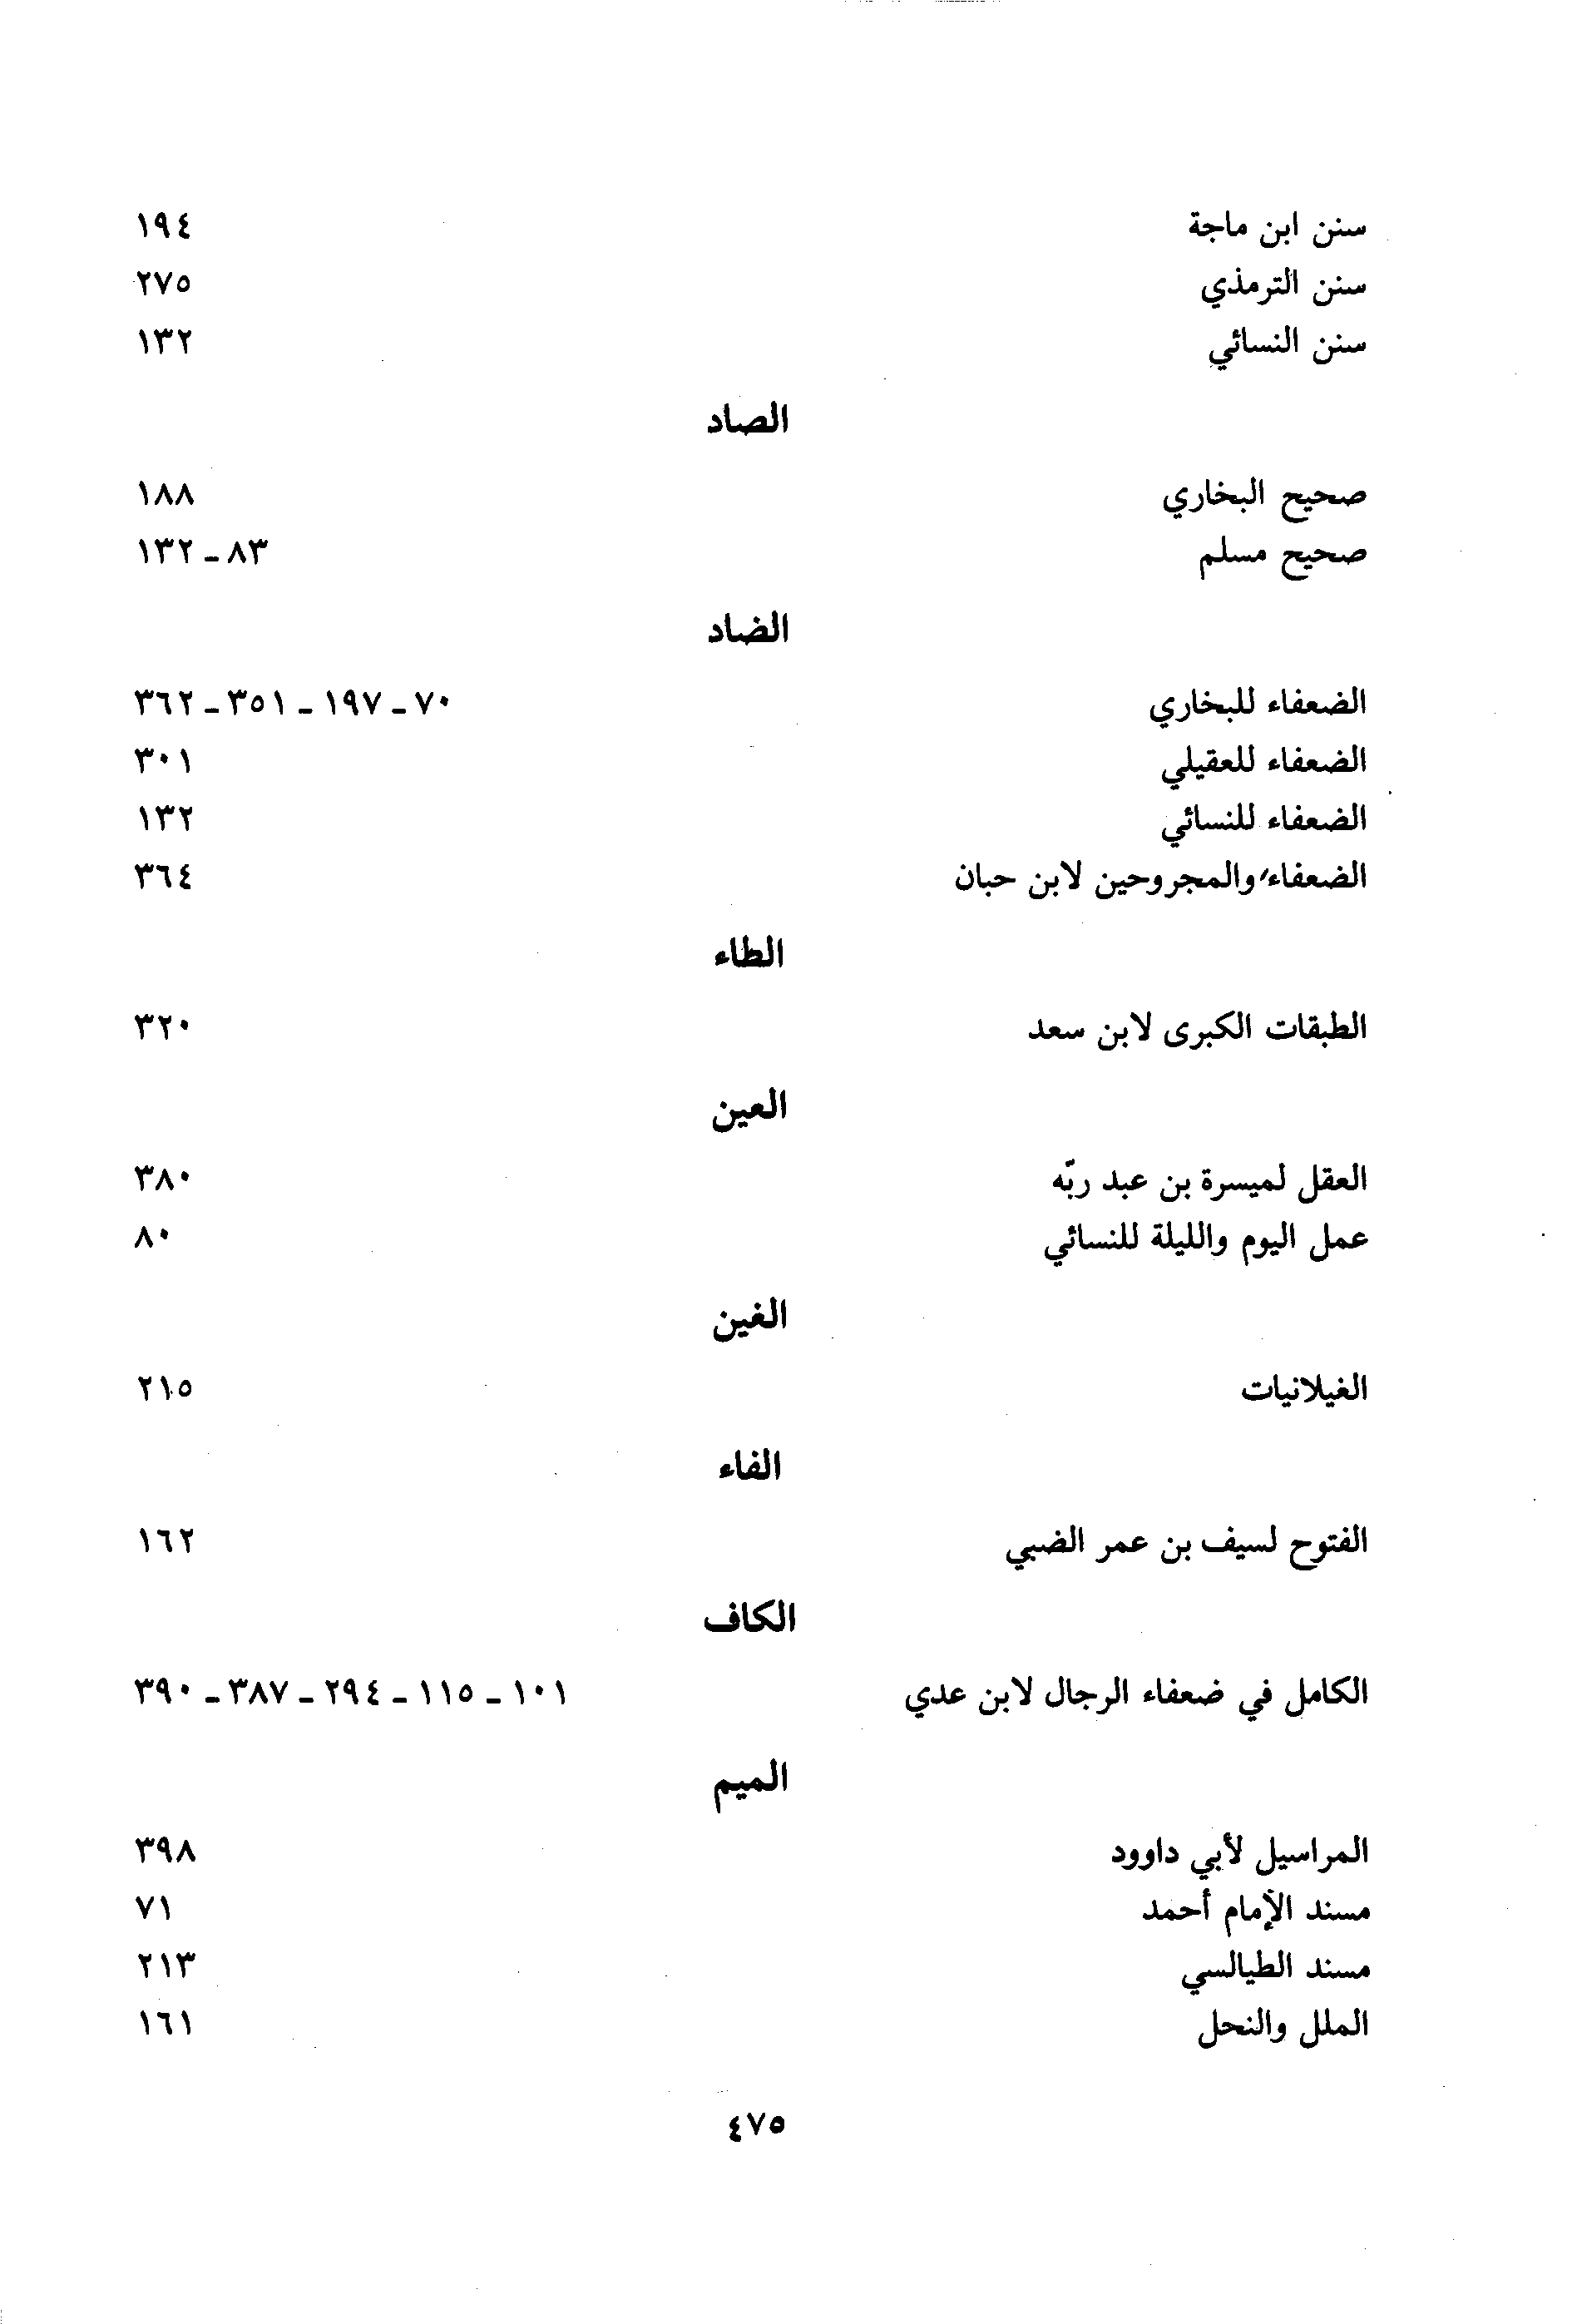 سنن ابن ماجة ١٩٤
سنن الترمذي ٢٧٥
سنن النسائي ١٣٢
الصاد
صحيح البخاري ١٨٨
صحيح مسلم ٨٣ - ١٣٢
الضاد
الضعفاء للبخاري ٧٠ - ١٩٧ - ٣٥١ - ٣٦٢
الضعفاء للعقيلي ٣٠١
الضعفاء للنسائي ١٣٢
الضعفاء والمجروحين لابن حبان ٣٦٤
الطاء
الطبقات الكبرى لابن سعد ٣٢٠
العين
العقل لميسرة بن عبد ربّه ٣٨٠
عمل اليوم والليلة للنسائي ٨٠
الغين
الغيلانيات ٢١٥
الفاء
الفتوح لسيف بن عمر الضبي ١٦٢
الكاف
الكامل في ضعفاء الرجال لابن عدي ١٠١ - ١١٥ - ٢٩٤ - ٣٨٧ - ٣٩٠
الميم
المراسيل لأبي داوود ٣٩٨
مسند الإمام أحمد ٧١
مسند الطيالسي ٢١٣
الملل والنحل ١٦١
٤٧٥